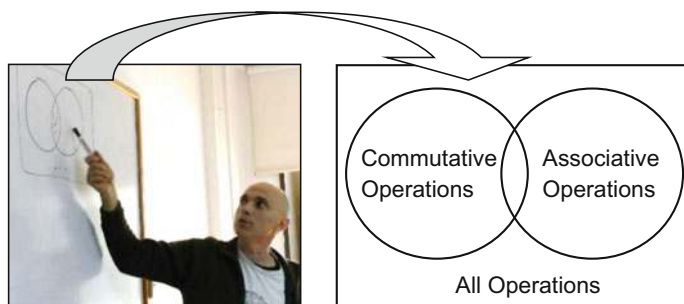 Commutative
Operations
Associative
Operations
All Operations